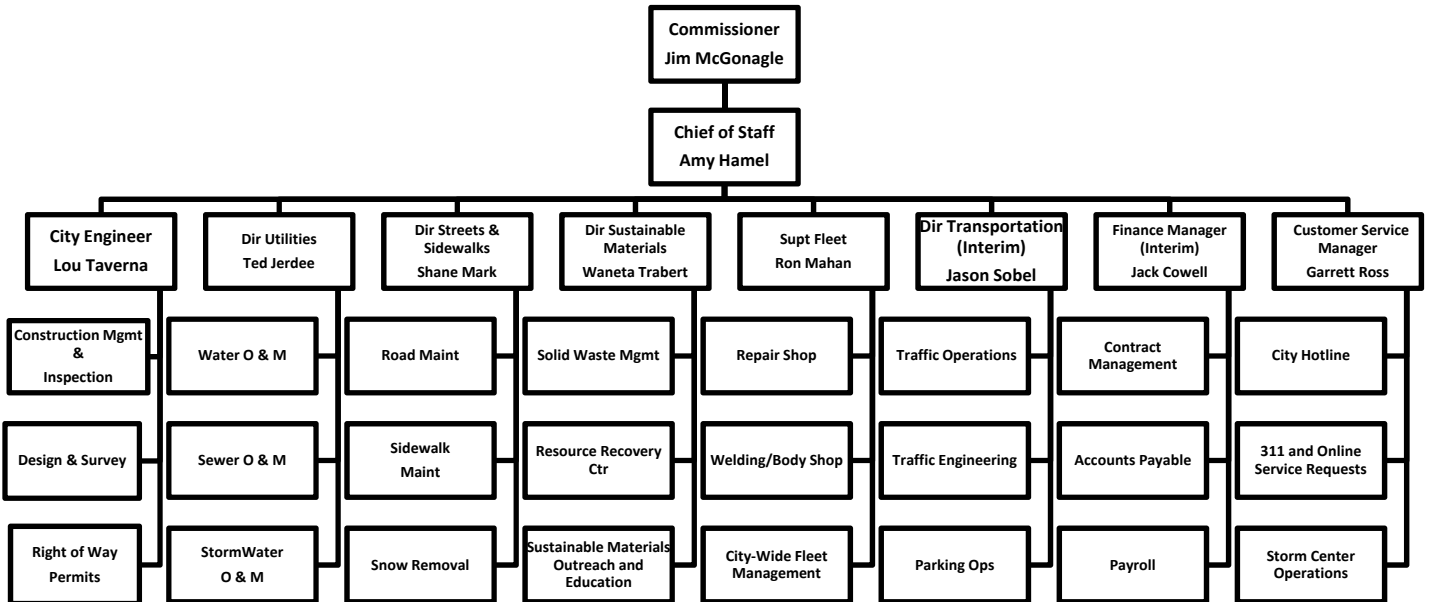 Commissioner
Jim McGonagle
Chief of Staff
Amy Hamel
City Engineer
Lou Taverna
Dir Utilities
Ted Jerdee
Dir Streets &
Sidewalks
Shane Mark
Dir Sustainable
Materials
Waneta Trabert
Supt Fleet
Ron Mahan
Dir Transportation
(Interim)
Jason Sobel
Finance Manager
(Interim)
Jack Cowell
Customer Service
Manager
Garrett Ross
Construction Mgmt
&
Inspection
Water O & M
Road Maint
Solid Waste Mgmt
Repair Shop
Traffic Operations
Contract
Management
City Hotline
Design & Survey
Sewer O & M
Sidewalk
Maint
Resource Recovery
Ctr
Welding/Body Shop
Traffic Engineering
Accounts Payable
311 and Online
Service Requests
Right of Way
Permits
StormWater
O & M
Snow Removal
Sustainable Materials
Outreach and
Education
City-Wide Fleet
Management
Parking Ops
Payroll
Storm Center
Operations